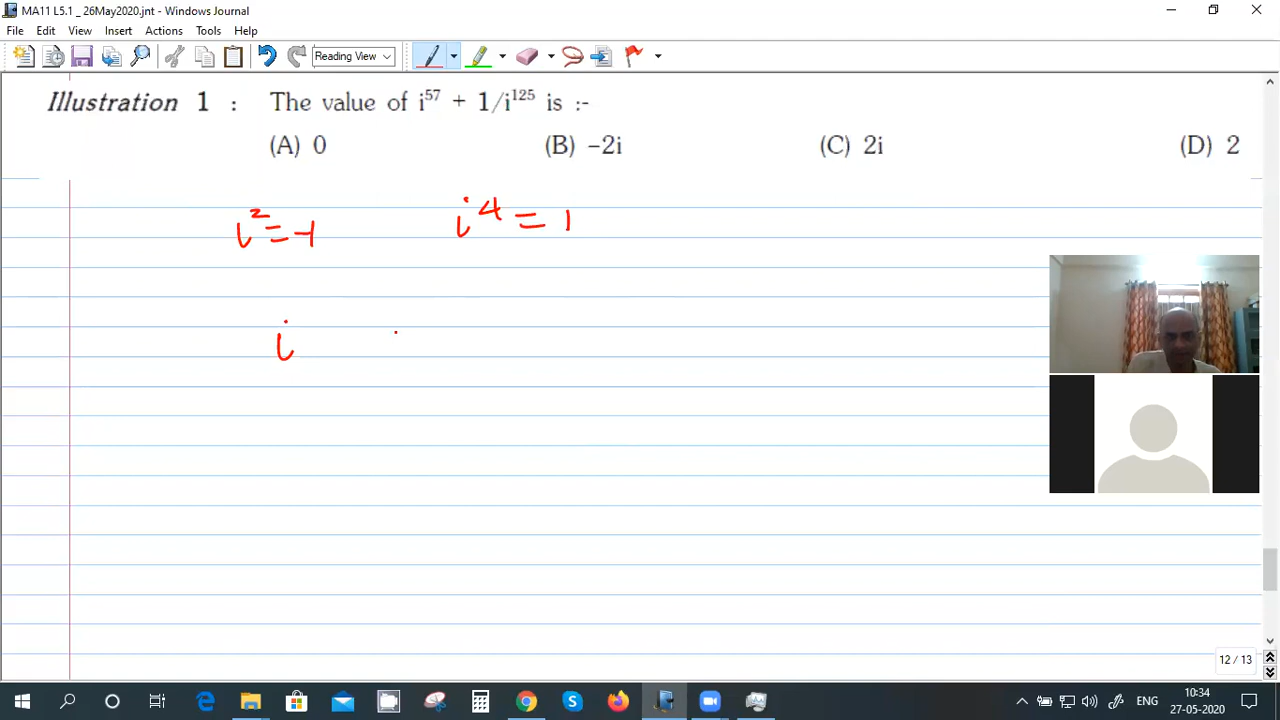 MA11 L5.1 _ 26May2020.jnt - Windows Journal
File Edit View Insert Actions Tools Help
Reading View
Illustration 1 : The value of i⁵⁷ + 1/i¹²⁵ is :-
(A) 0 (B) –2i (C) 2i (D) 2
i² = -1 i⁴ = 1
i
12 / 13
ENG 10:34
27-05-2020